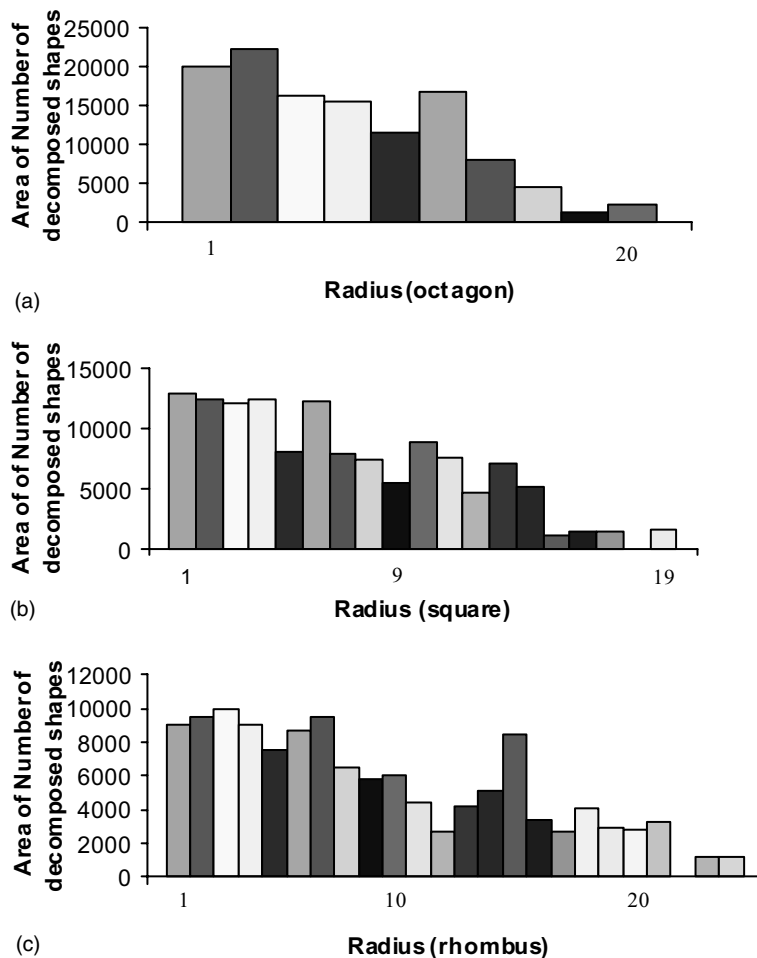 Area of Number of
decomposed shapes
25000
20000
15000
10000
5000
0
1 20
Radius (octagon)
(a)
Area of of Number of
decomposed shapes
15000
10000
5000
0
1 9 19
Radius (square)
(b)
Area of Number of
decomposed shapes
12000
10000
8000
6000
4000
2000
0
1 10 20
Radius (rhombus)
(c)